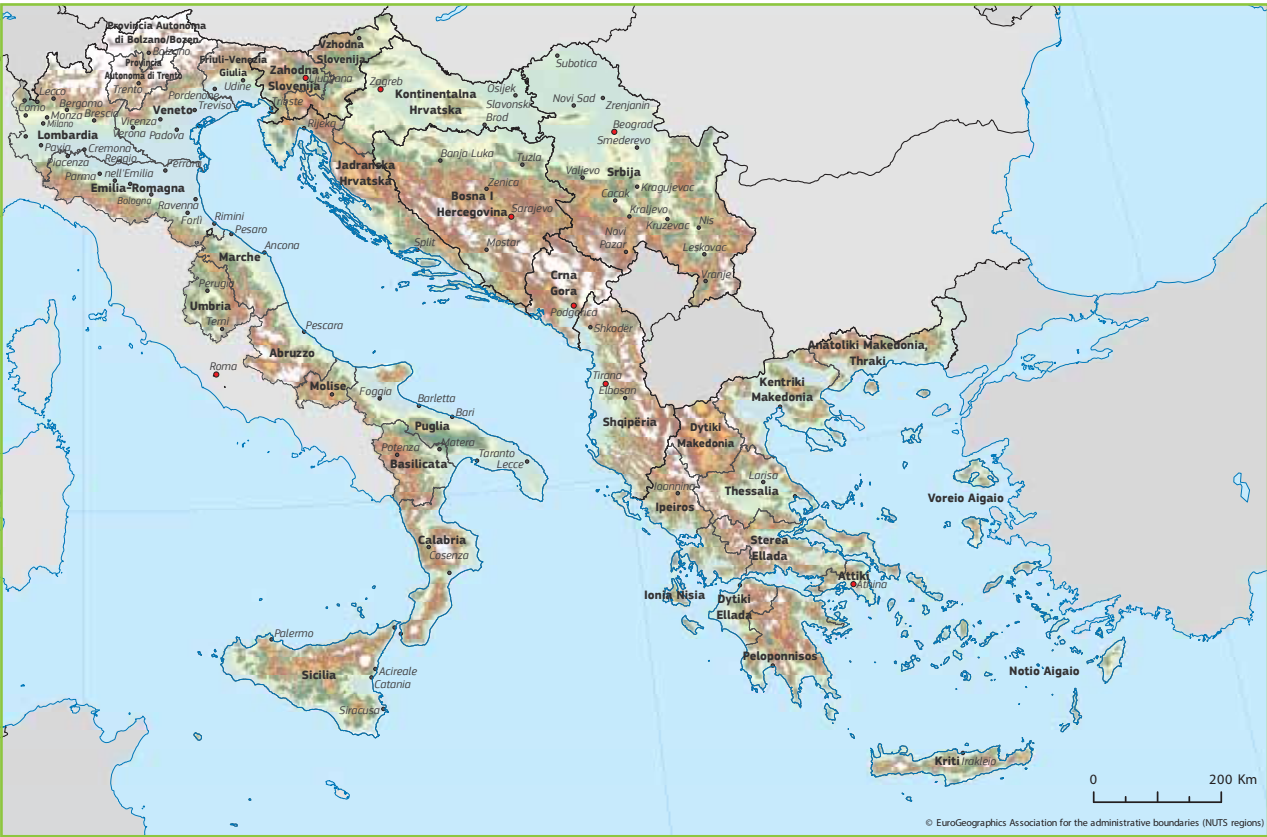 Provincia Autonoma
di Bolzano/Bozen
Bolzano
Provincia
Autonoma di Trento
Trento
Friuli-Venezia
Giulia
Udine
Pordenone
Treviso
Trieste
Vzhodna
Slovenija
Zahodna
Slovenija
Ljubljana
Zagreb
Kontinentalna
Hrvatska
Osijek
Slavonski
Brod
Subotica
Novi Sad
Zrenjanin
Beograd
Smederevo
Lecco
Como
Bergamo
Monza
Brescia
Milano
Lombardia
Pavia
Cremona
Veneto
Vicenza
Verona
Padova
Piacenza
Reggio
nell'Emilia
Parma
Ferrara
Emilia-Romagna
Bologna
Ravenna
Forlì
Rimini
Pesaro
Ancona
Marche
Rijeka
Jadranska
Hrvatska
Split
Banja Luka
Tuzla
Zenica
Bosna I
Hercegovina
Sarajevo
Mostar
Valjevo
Srbija
Cacak
Kragujevac
Kraljevo
Kruzevac
Nis
Novi
Pazar
Leskovac
Vranje
Crna
Gora
Podgorica
Perugia
Umbria
Terni
Pescara
Abruzzo
Roma
Molise
Foggia
Barletta
Bari
Puglia
Matera
Potenza
Basilicata
Taranto
Lecce
Shkodër
Tirana
Elbasan
Shqipëria
Anatoliki Makedonia,
Thraki
Kentriki
Makedonia
Dytiki
Makedonia
Larisa
Thessalia
Ioannina
Ipeiros
Voreio Aigaio
Calabria
Cosenza
Sterea
Ellada
Attiki
Athina
Ionia Nisia
Dytiki
Ellada
Peloponnisos
Notio Aigaio
Palermo
Sicilia
Acireale
Catania
Siracusa
Kriti
Irakleio
0 200 Km
© EuroGeographics Association for the administrative boundaries (NUTS regions)